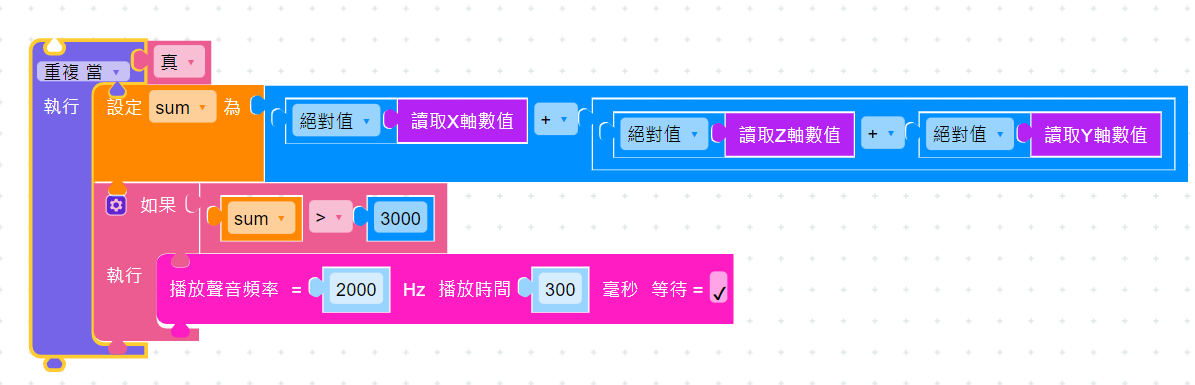 重複 當 真
執行 設定 sum 為 絕對值 讀取X軸數值 + 絕對值 讀取Z軸數值 + 絕對值 讀取Y軸數值
如果 sum > 3000
執行 播放聲音頻率 = 2000 Hz 播放時間 300 毫秒 等待 = ✓